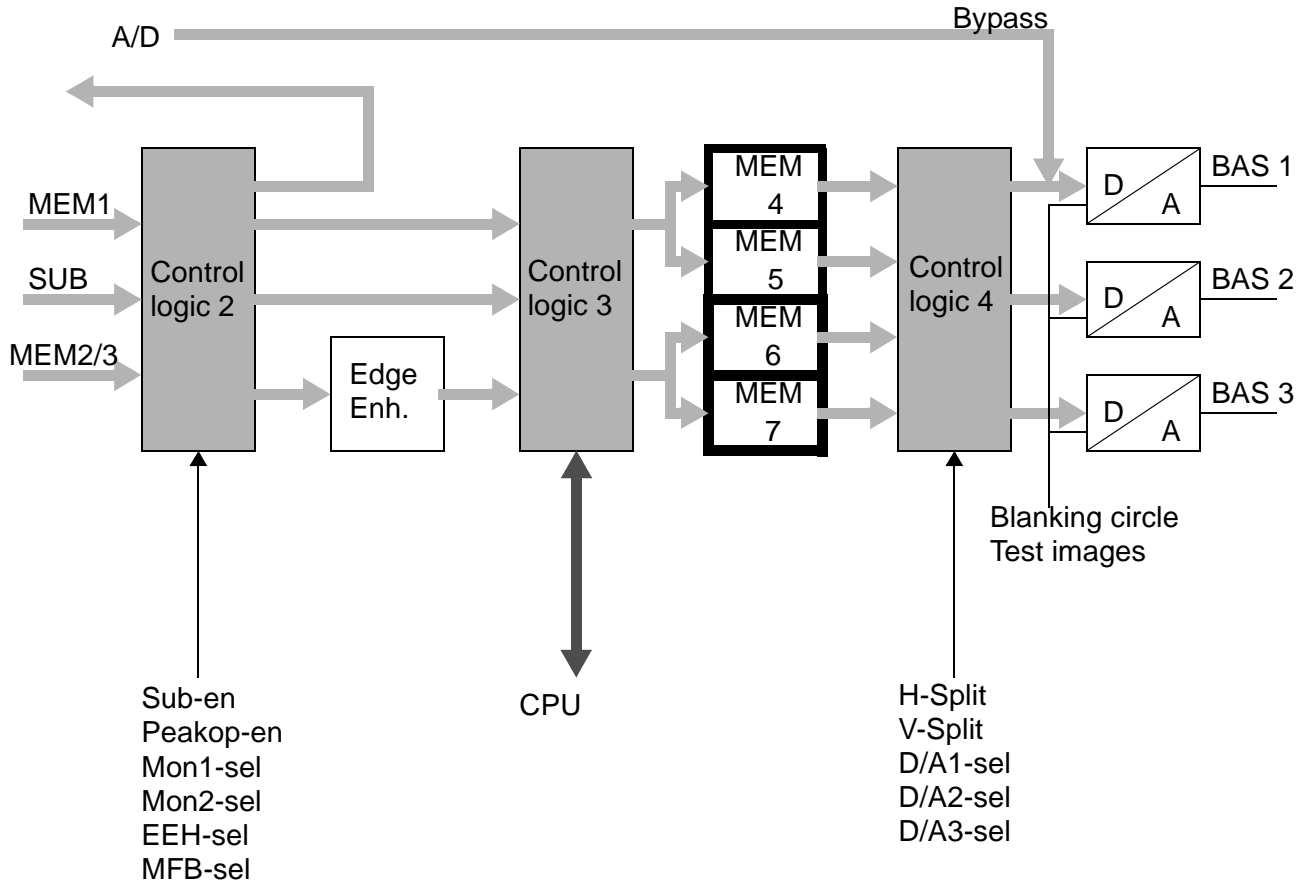 Bypass
A/D
MEM1
SUB
MEM2/3
Control
logic 2
Edge
Enh.
Control
logic 3
MEM
4
MEM
5
MEM
6
MEM
7
Control
logic 4
D
A
BAS 1
D
A
BAS 2
D
A
BAS 3
Blanking circle
Test images
Sub-en
Peakop-en
Mon1-sel
Mon2-sel
EEH-sel
MFB-sel
CPU
H-Split
V-Split
D/A1-sel
D/A2-sel
D/A3-sel